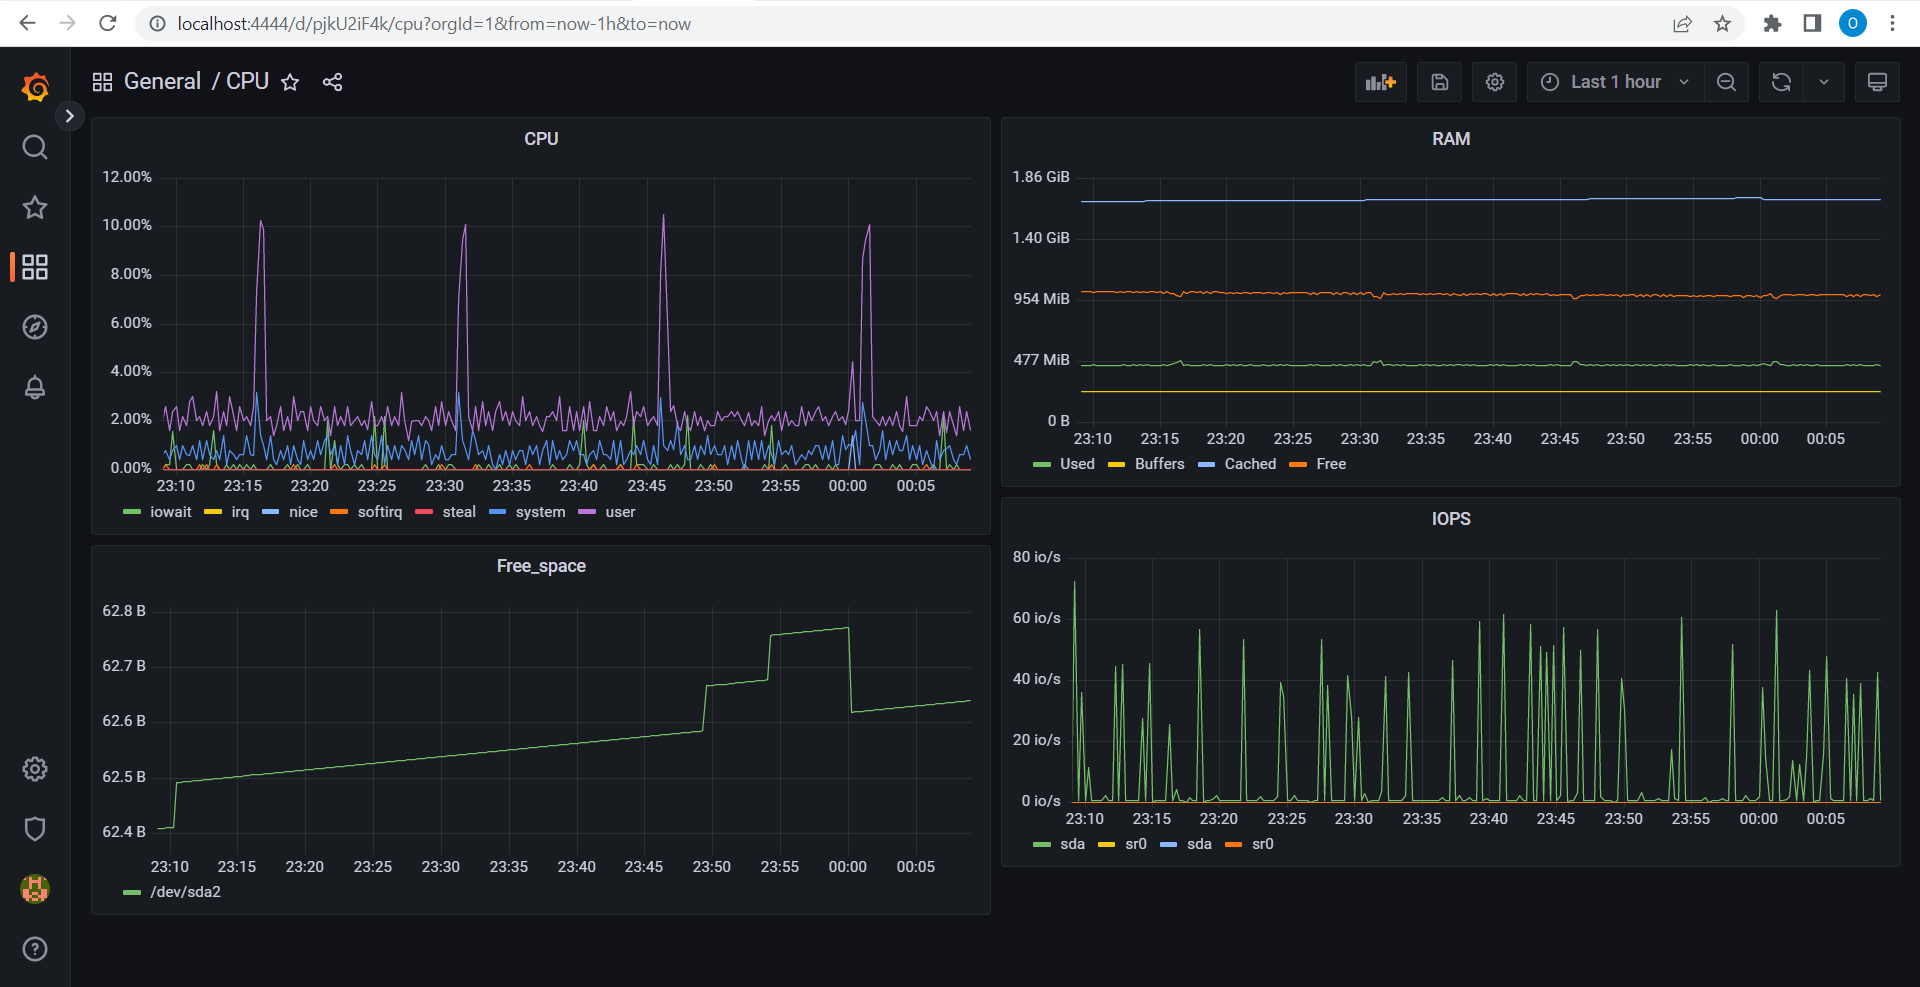 localhost:4444/d/pjkU2iF4k/cpu?orgId=1&from=now-1h&to=now
O
General / CPU
Last 1 hour
CPU
12.00%
10.00%
8.00%
6.00%
4.00%
2.00%
0.00%
23:10 23:15 23:20 23:25 23:30 23:35 23:40 23:45 23:50 23:55 00:00 00:05
iowait irq nice softirq steal system user
RAM
1.86 GiB
1.40 GiB
954 MiB
477 MiB
0 B
23:10 23:15 23:20 23:25 23:30 23:35 23:40 23:45 23:50 23:55 00:00 00:05
Used Buffers Cached Free
Free_space
62.8 B
62.7 B
62.6 B
62.5 B
62.4 B
23:10 23:15 23:20 23:25 23:30 23:35 23:40 23:45 23:50 23:55 00:00 00:05
/dev/sda2
IOPS
80 io/s
60 io/s
40 io/s
20 io/s
0 io/s
23:10 23:15 23:20 23:25 23:30 23:35 23:40 23:45 23:50 23:55 00:00 00:05
sda sr0 sda sr0